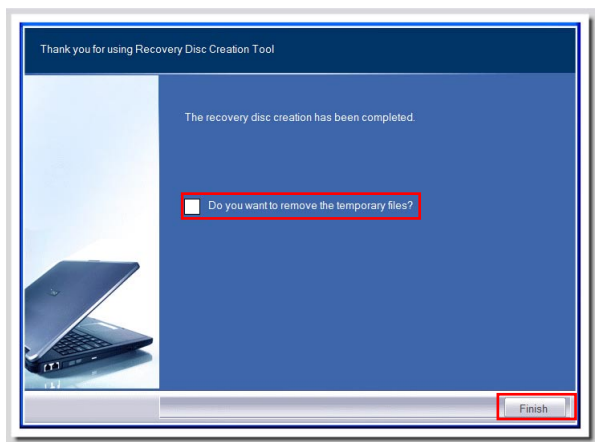 Thank you for using Recovery Disc Creation Tool
The recovery disc creation has been completed.
Do you want to remove the temporary files?
Finish